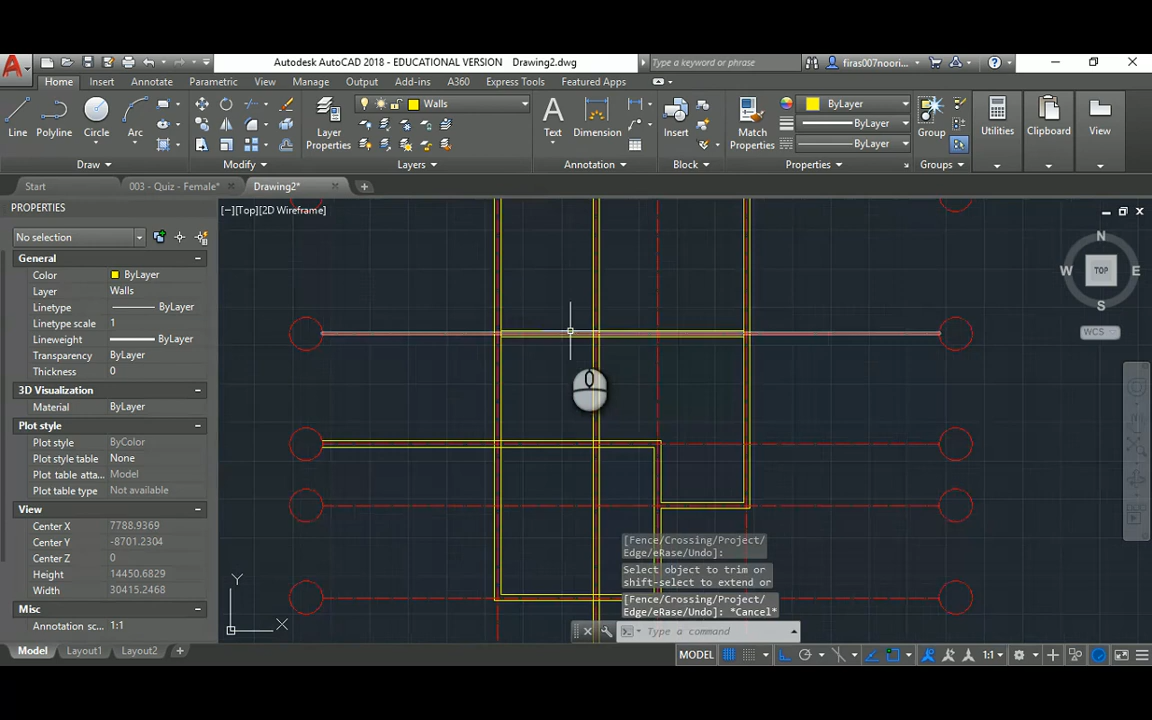 Autodesk AutoCAD 2018 - EDUCATIONAL VERSION Drawing2.dwg
Type a keyword or phrase
firas007noori...
Home Insert Annotate Parametric View Manage Output Add-ins A360 Express Tools Featured Apps
Walls
ByLayer
ByLayer
ByLayer
Line Polyline Circle Arc
Layer Properties
Text Dimension
Insert
Match Properties
Group
Utilities
Clipboard
View
Draw Modify Layers Annotation Block Properties Groups
Start 003 - Quiz - Female* Drawing2*
PROPERTIES
[−][Top][2D Wireframe]
No selection
General
Color ByLayer
Layer Walls
Linetype ByLayer
Linetype scale 1
Lineweight ByLayer
Transparency ByLayer
Thickness 0
3D Visualization
Material ByLayer
Plot style
Plot style ByColor
Plot style table None
Plot table atta... Model
Plot table type Not available
View
Center X 7788.9369
Center Y -8701.2304
Center Z 0
Height 14450.6829
Width 30415.2468
Misc
Annotation sc... 1:1
N
W TOP E
S
WCS
0
[Fence/Crossing/Project/
Edge/eRase/Undo]:
Select object to trim or
shift-select to extend or
[Fence/Crossing/Project/
Edge/eRase/Undo]: *Cancel*
Type a command
Y
X
Model Layout1 Layout2
MODEL 1:1